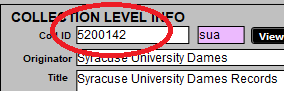 COLLECTION LEVEL INFO
Coll ID 5200142 sua View
Originator Syracuse University Dames
Title Syracuse University Dames Records